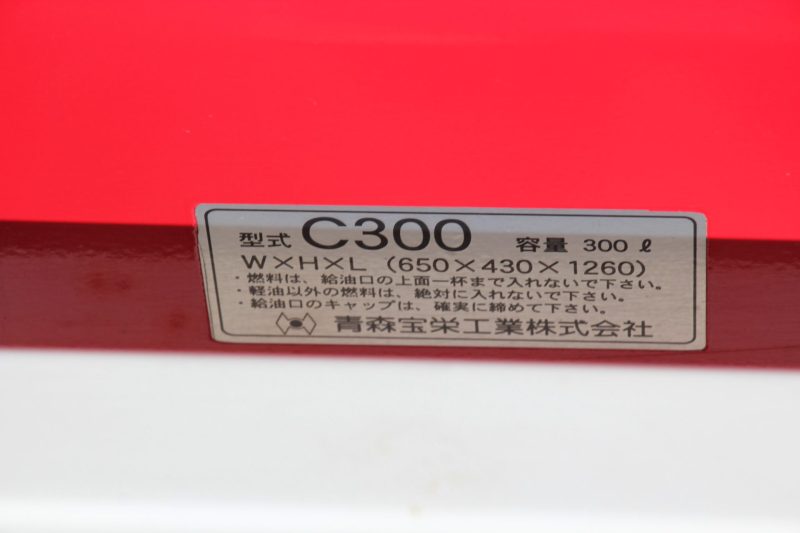 型式 C300 容量 300ℓ
W×H×L (650×430×1260)
・燃料は、給油口の上面一杯まで入れないで下さい。
・軽油以外の燃料は、絶対に入れないで下さい。
・給油口のキャップは、確実に締めて下さい。
青森宝栄工業株式会社